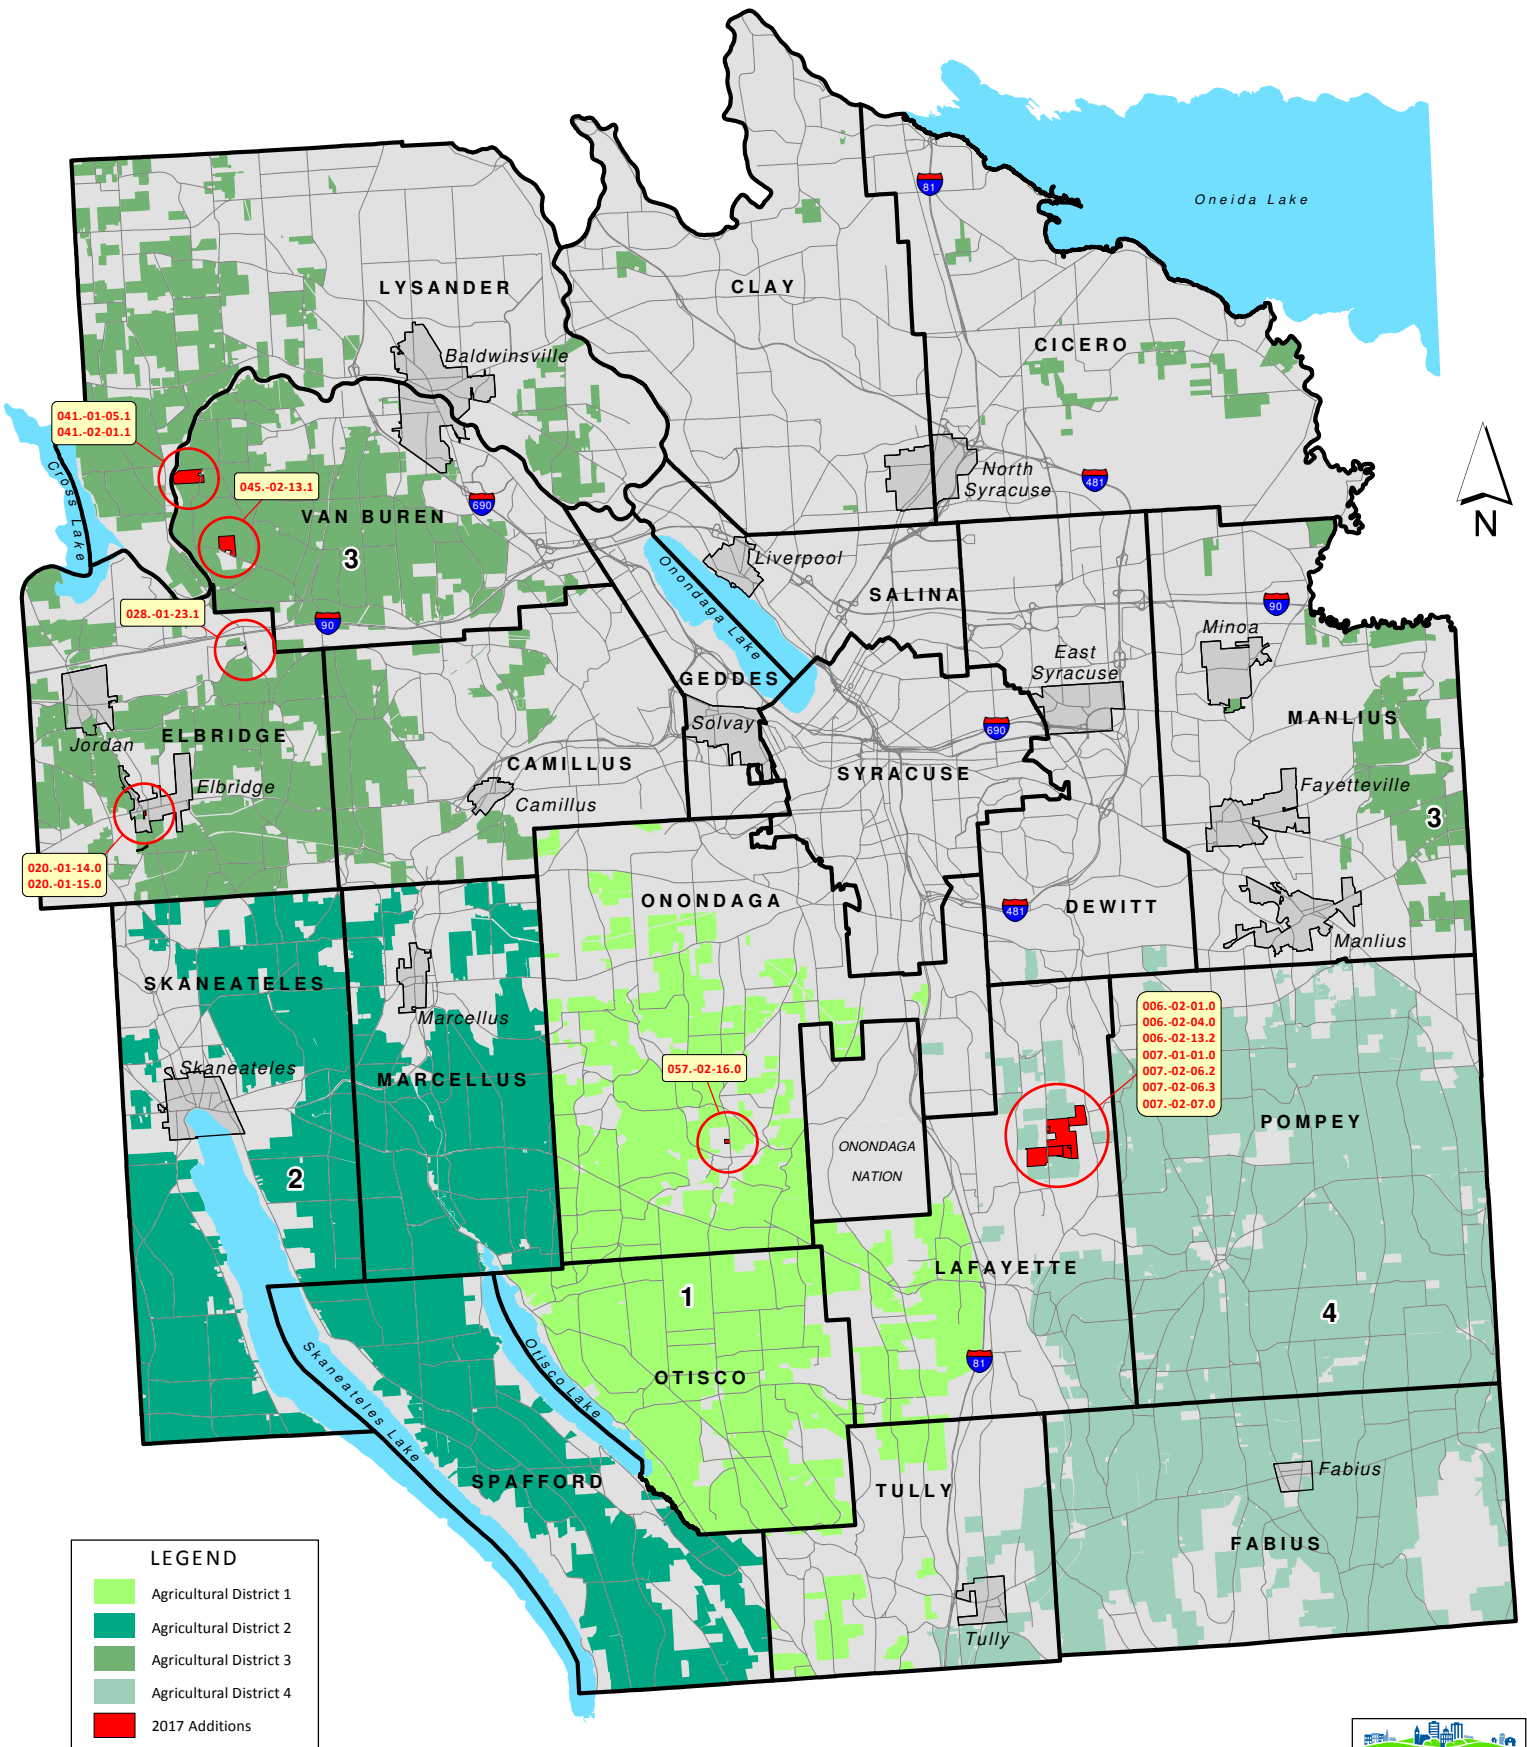 81
Oneida Lake
LYSANDER
CLAY
CICERO
Baldwinsville
041.-01-05.1
041.-02-01.1
Cross Lake
045.-02-13.1
690
North
Syracuse
481
N
VAN BUREN
3
Liverpool
Onondaga Lake
SALINA
028.-01-23.1
90
90
Minoa
3
East
Syracuse
GEDDES
Solvay
690
MANLIUS
Jordan
ELBRIDGE
CAMILLUS
SYRACUSE
Elbridge
Camillus
Fayetteville
3
020.-01-14.0
020.-01-15.0
ONONDAGA
481
DEWITT
Manlius
SKANEATELES
Marcellus
006.-02-01.0
006.-02-04.0
006.-02-13.2
007.-01-01.0
007.-02-06.2
007.-02-06.3
007.-02-07.0
Skaneateles
MARCELLUS
057.-02-16.0
POMPEY
ONONDAGA
NATION
2
LAFAYETTE
1
4
Skaneateles Lake
Otisco Lake
81
OTISCO
SPAFFORD
TULLY
Fabius
FABIUS
Tully
LEGEND
Agricultural District 1
Agricultural District 2
Agricultural District 3
Agricultural District 4
2017 Additions